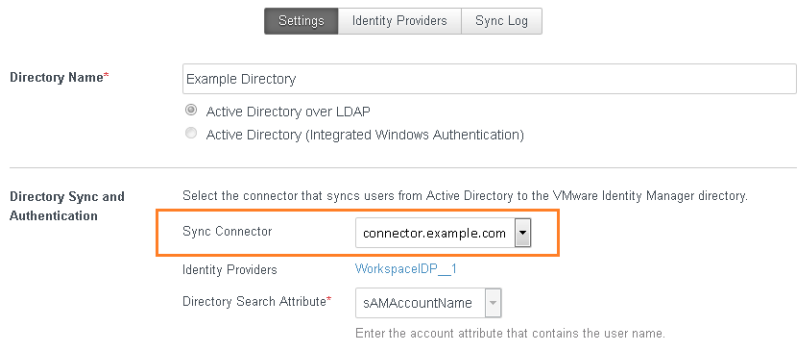 Settings Identity Providers Sync Log
Directory Name* Example Directory
Active Directory over LDAP
Active Directory (Integrated Windows Authentication)
Directory Sync and Authentication
Select the connector that syncs users from Active Directory to the VMware Identity Manager directory.
Sync Connector connector.example.com
Identity Providers WorkspaceIDP__1
Directory Search Attribute* sAMAccountName
Enter the account attribute that contains the user name.